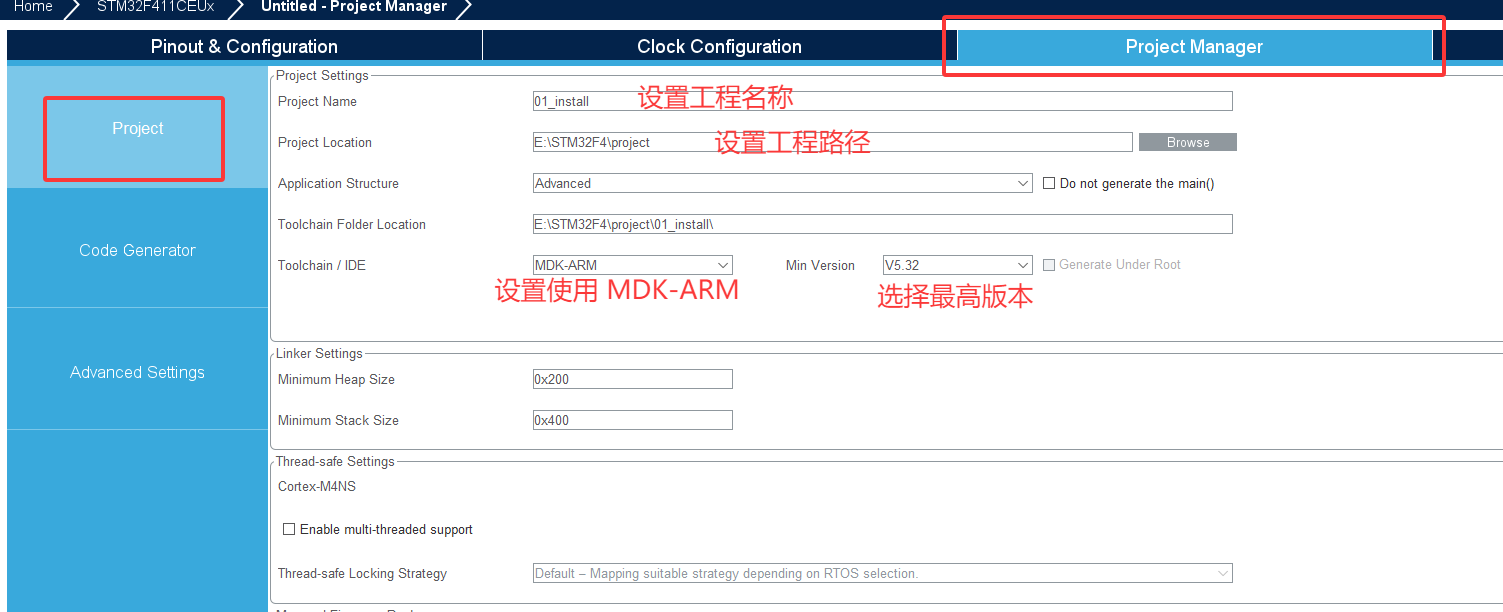 Home STM32F411CEUx Untitled - Project Manager
Pinout & Configuration Clock Configuration Project Manager
Project
Code Generator
Advanced Settings
Project Settings
Project Name 01_install 设置工程名称
Project Location E:\STM32F4\project 设置工程路径 Browse
Application Structure Advanced Do not generate the main()
Toolchain Folder Location E:\STM32F4\project\01_install\
Toolchain / IDE MDK-ARM Min Version V5.32 Generate Under Root
设置使用 MDK-ARM 选择最高版本
Linker Settings
Minimum Heap Size 0x200
Minimum Stack Size 0x400
Thread-safe Settings
Cortex-M4NS
Enable multi-threaded support
Thread-safe Locking Strategy Default – Mapping suitable strategy depending on RTOS selection.